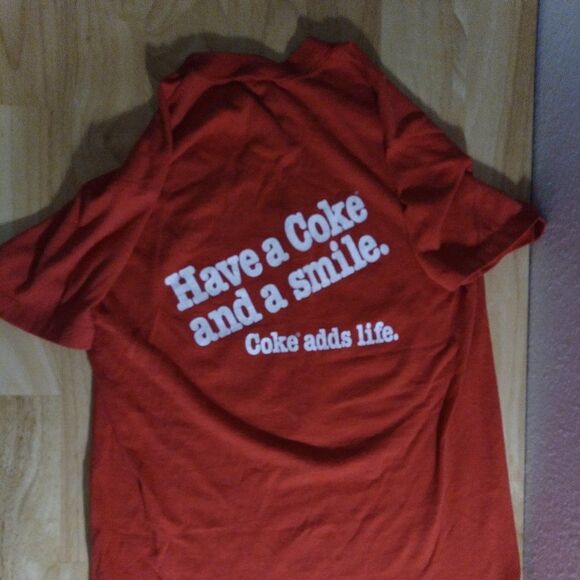 Have a Coke
and a smile.
Coke® adds life.